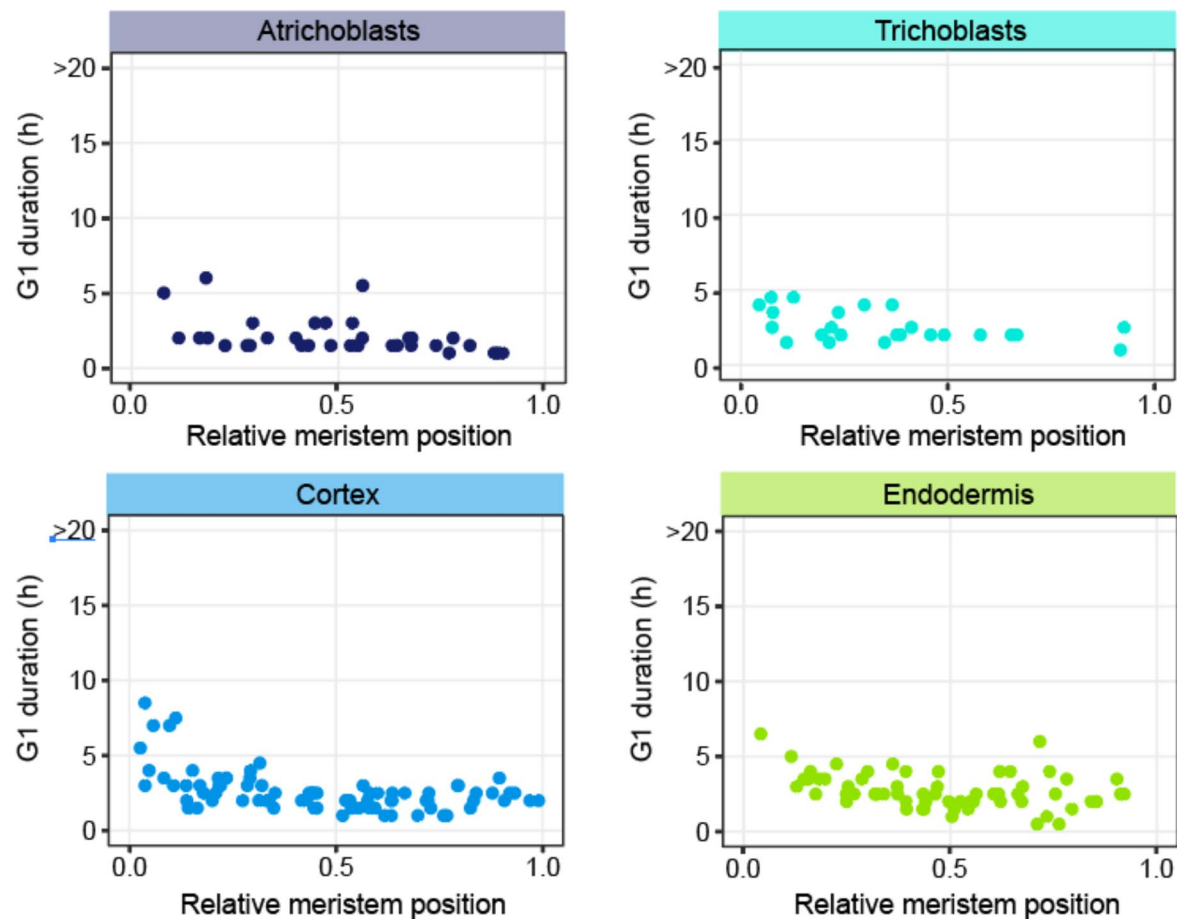 Atrichoblasts
>20
15
10
5
0
G1 duration (h)
0.0 0.5 1.0
Relative meristem position
Trichoblasts
>20
15
10
5
0
G1 duration (h)
0.0 0.5 1.0
Relative meristem position
Cortex
>20
15
10
5
0
G1 duration (h)
0.0 0.5 1.0
Relative meristem position
Endodermis
>20
15
10
5
0
G1 duration (h)
0.0 0.5 1.0
Relative meristem position